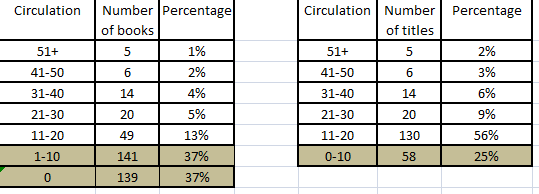 Circulation Number of books Percentage
51+ 5 1%
41-50 6 2%
31-40 14 4%
21-30 20 5%
11-20 49 13%
1-10 141 37%
0 139 37%
Circulation Number of titles Percentage
51+ 5 2%
41-50 6 3%
31-40 14 6%
21-30 20 9%
11-20 130 56%
0-10 58 25%